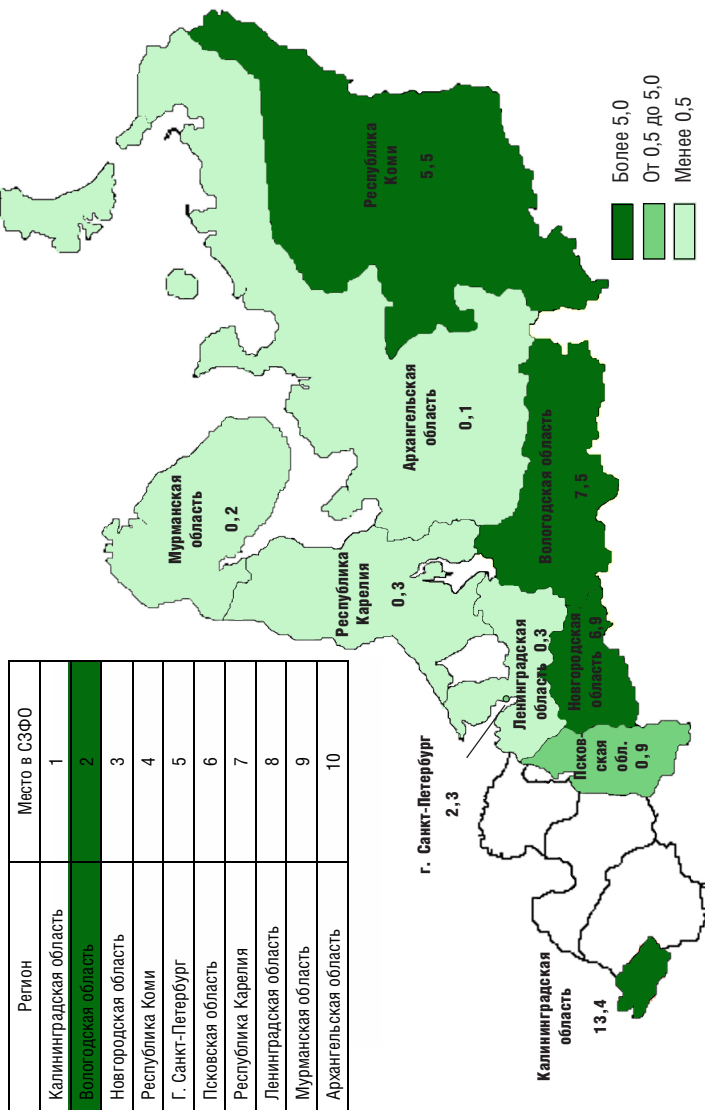 Регион Место в СЗФО
Калининградская область 1
Вологодская область 2
Новгородская область 3
Республика Коми 4
Г. Санкт-Петербург 5
Псковская область 6
Республика Карелия 7
Ленинградская область 8
Мурманская область 9
Архангельская область 10
Мурманская
область
0,2
Республика
Карелия
0,3
Архангельская
область
0,1
Республика
Коми
5,5
Вологодская область
7,5
Ленинградская
область 0,3
Новгородская
область 6,9
Псков-
ская
обл.
0,9
г. Санкт-Петербург
2,3
Калининградская
область
13,4
Более 5,0
От 0,5 до 5,0
Менее 0,5